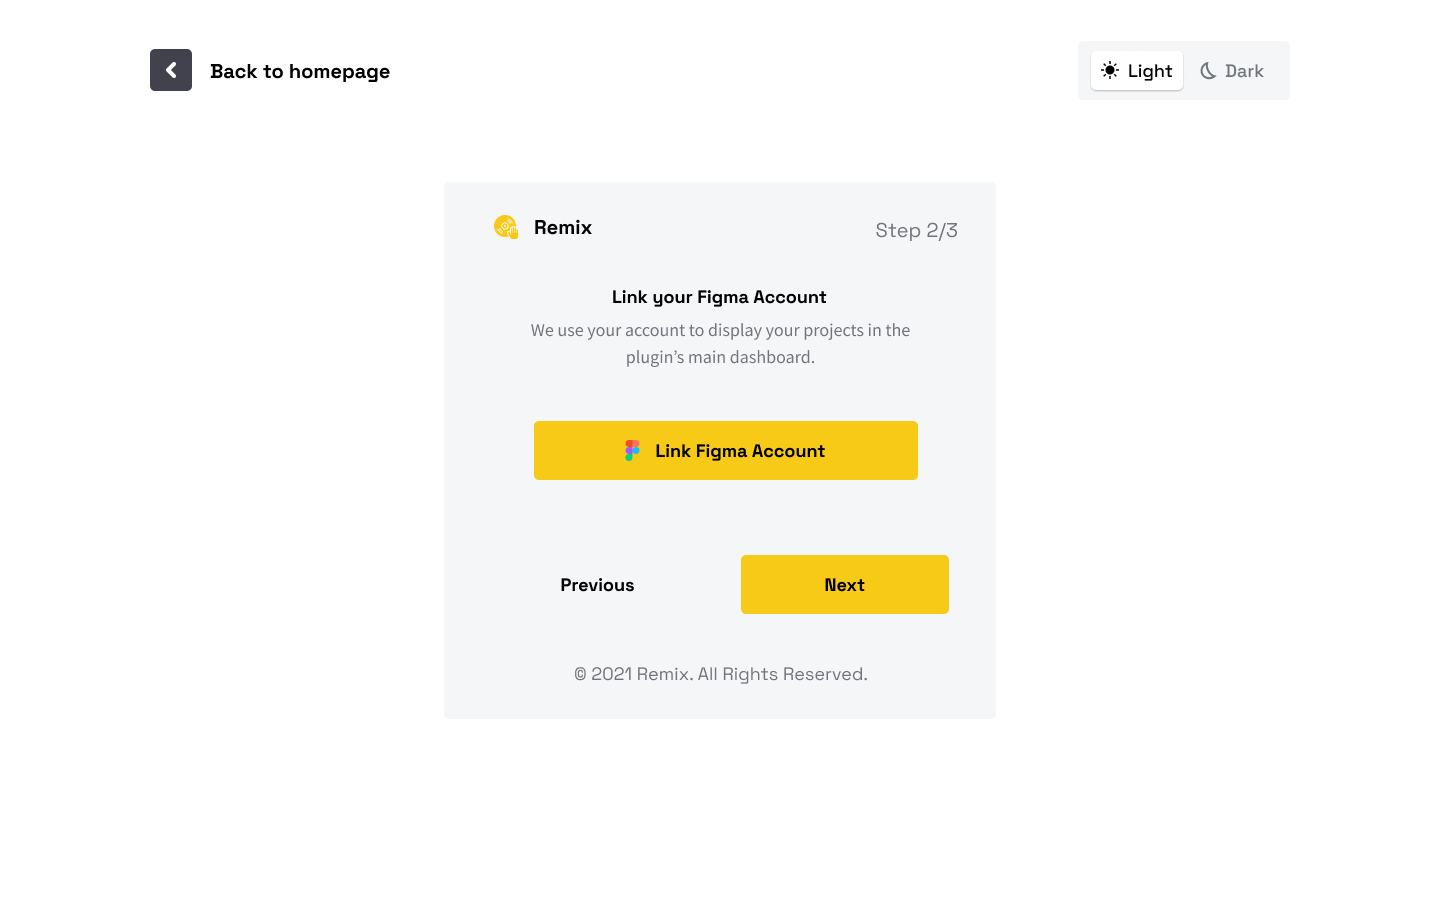 Back to homepage
Light
Dark
Remix
Step 2/3
Link your Figma Account
We use your account to display your projects in the
plugin’s main dashboard.
Link Figma Account
Previous
Next
© 2021 Remix. All Rights Reserved.